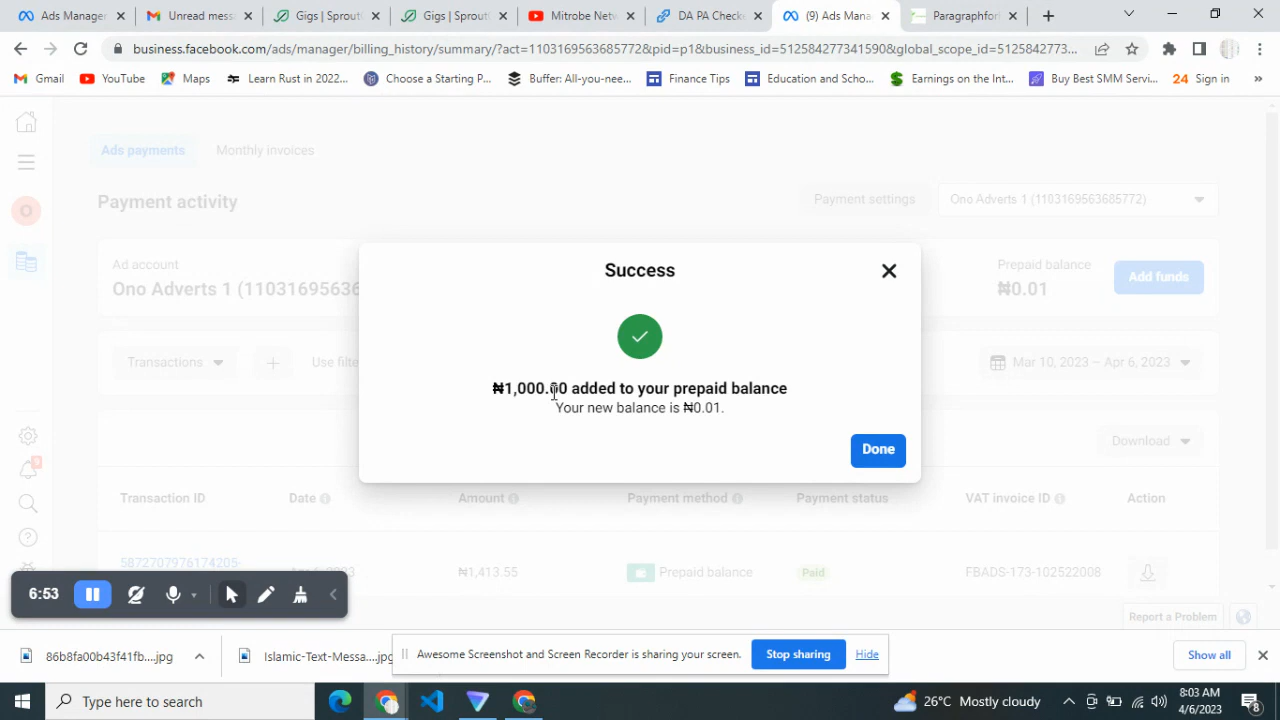 Ads Manager
Unread mess
Gigs | Sprout
Gigs | Sprout
Mitrobe Net
DA PA Checke
(9) Ads Mana
Paragraphfor
business.facebook.com/ads/manager/billing_history/summary/?act=1103169563685772&pid=p1&business_id=512584277341590&global_scope_id=5125842773...
Gmail
YouTube
Maps
Learn Rust in 2022...
Choose a Starting P...
Buffer: All-you-nee...
Finance Tips
Education and Scho...
Earnings on the Int...
Buy Best SMM Servi...
24 Sign in
»
Ads payments
Monthly invoices
Payment activity
Payment settings
Ono Adverts 1 (1103169563685772)
Ad account
Ono Adverts 1 (11031695636
Prepaid balance
₦0.01
Add funds
Success
₦1,000.00 added to your prepaid balance
Your new balance is ₦0.01.
Done
Transactions
Use filte
Mar 10, 2023 – Apr 6, 2023
Download
Transaction ID
Date
Amount
Payment method
Payment status
VAT invoice ID
Action
5872707976174205-
₦1,413.55
Prepaid balance
Paid
FBADS-173-102522008
O
6:53
Report a Problem
86b8fa00b43f41fb....jpg
Islamic-Text-Messa....jpg
Awesome Screenshot and Screen Recorder is sharing your screen.
Stop sharing
Hide
Show all
Type here to search
26°C Mostly cloudy
8:03 AM
4/6/2023
8